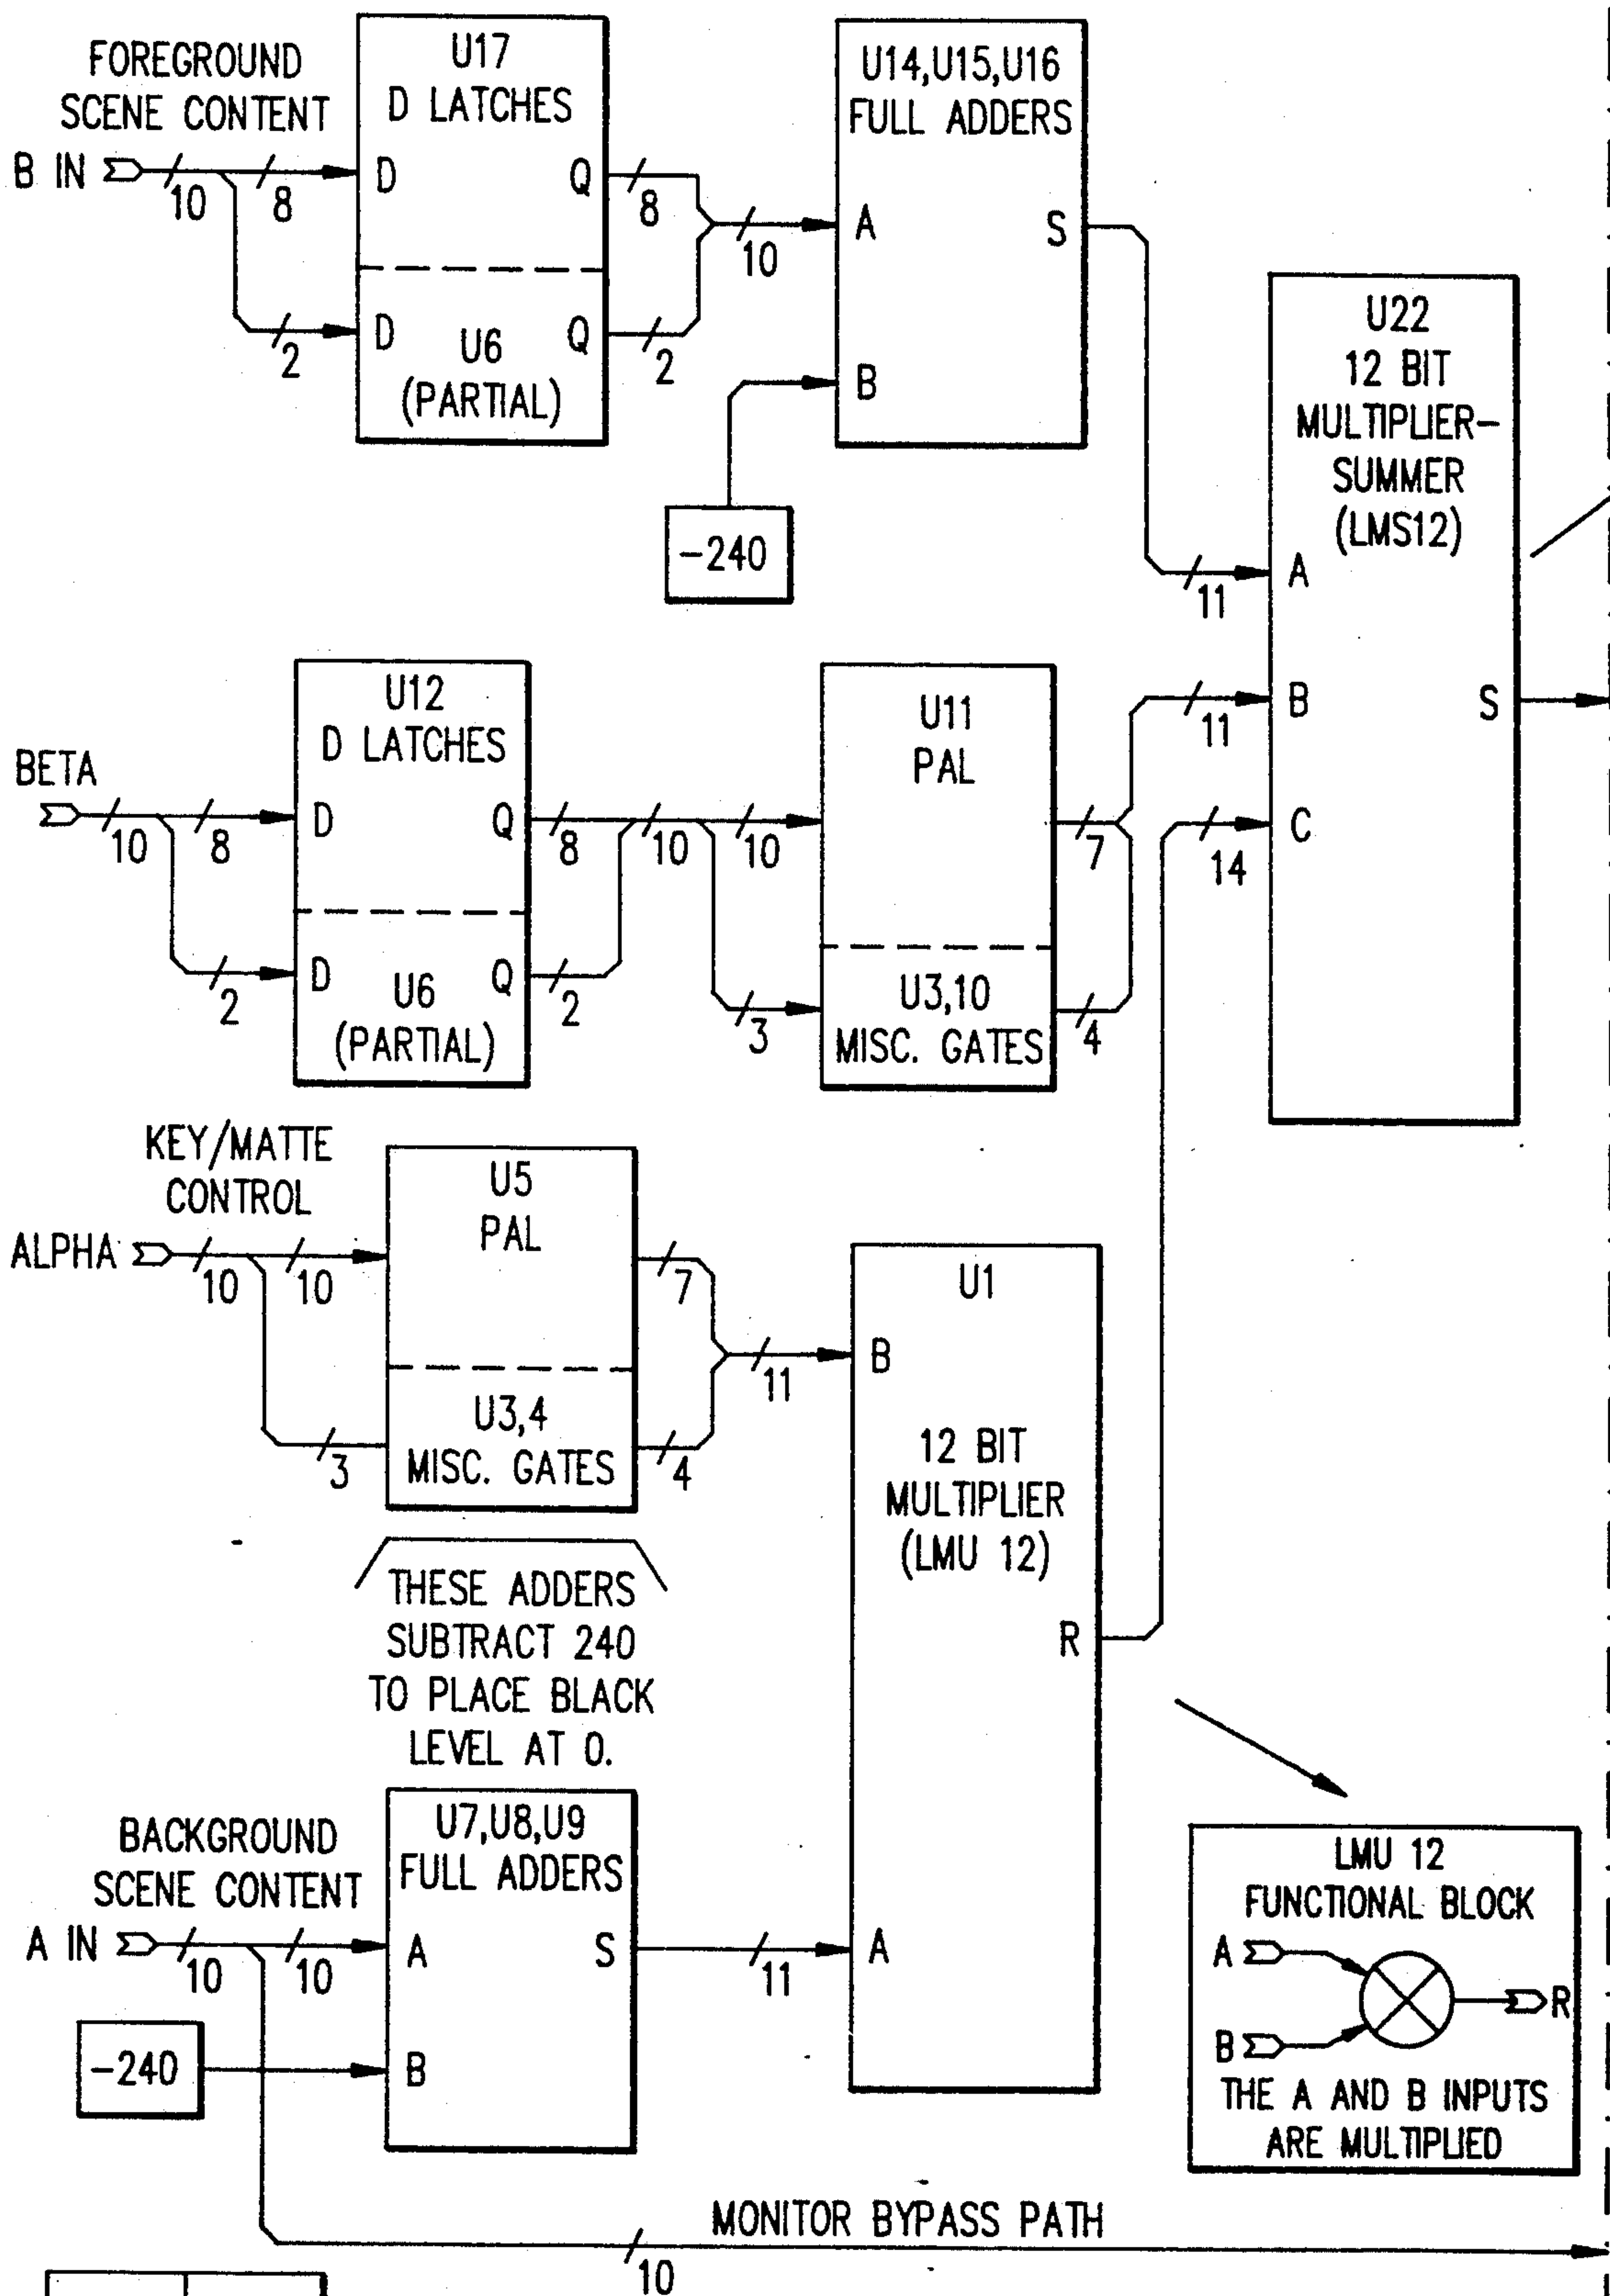 FOREGROUND
SCENE CONTENT
B IN
10
8
2
U17
D LATCHES
D
Q
D
Q
U6
(PARTIAL)
8
2
10
U14,U15,U16
FULL ADDERS
A
S
B
-240
11
U22
12 BIT
MULTIPLIER-
SUMMER
(LMS12)
A
B
S
C
BETA
10
8
2
U12
D LATCHES
D
Q
D
Q
U6
(PARTIAL)
8
2
10
10
3
U11
PAL
U3,10
MISC. GATES
7
4
11
14
KEY/MATTE
CONTROL
ALPHA
10
10
3
U5
PAL
U3,4
MISC. GATES
7
4
11
U1
B
12 BIT
MULTIPLIER
(LMU 12)
R
A
THESE ADDERS
SUBTRACT 240
TO PLACE BLACK
LEVEL AT 0.
BACKGROUND
SCENE CONTENT
A IN
10
10
U7,U8,U9
FULL ADDERS
A
S
B
11
-240
LMU 12
FUNCTIONAL BLOCK
A
R
B
THE A AND B INPUTS
ARE MULTIPLIED
MONITOR BYPASS PATH
10